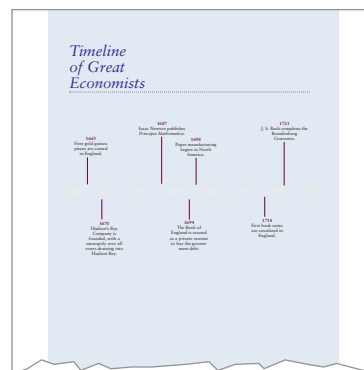 Timeline
of Great
Economists
1687
Isaac Newton publishes
Principia Mathematica.
1721
J. S. Bach completes the
Brandenburg
Concertos.
1663
First gold guinea
pieces are coined
in England.
1698
Paper manufacturing
begins in North
America.
1670
Hudson's Bay
Company is
founded, with a
monopoly over all
rivers draining into
Hudson Bay.
1694
The Bank of
England is created
as a private venture
to buy the govern-
ment debt.
1718
First bank notes
are circulated in
England.